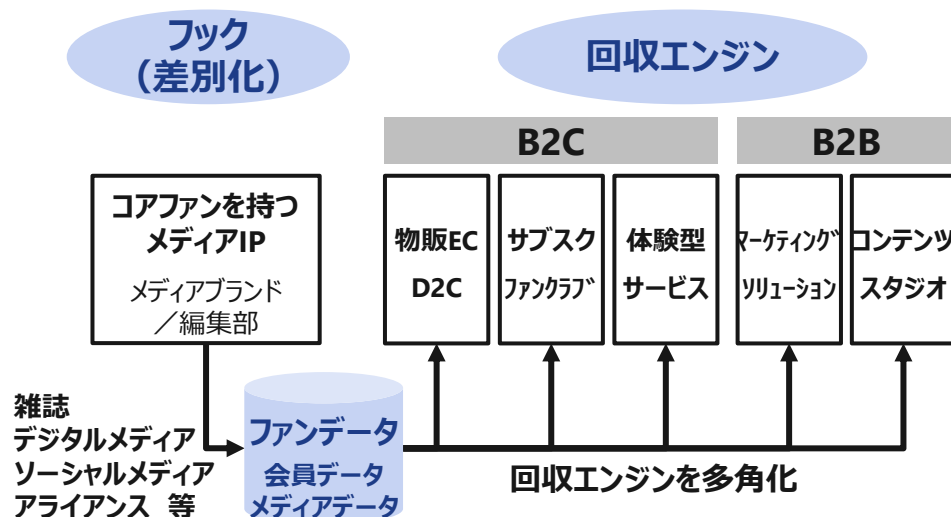 フック
（差別化）
回収エンジン
B2C
B2B
コアファンを持つ
メディアIP
メディアブランド
／編集部
物販EC
D2C
サブスク
ファンクラブ
体験型
サービス
マーケティング
ソリューション
コンテンツ
スタジオ
雑誌
デジタルメディア
ソーシャルメディア
アライアンス 等
ファンデータ
会員データ
メディアデータ
回収エンジンを多角化